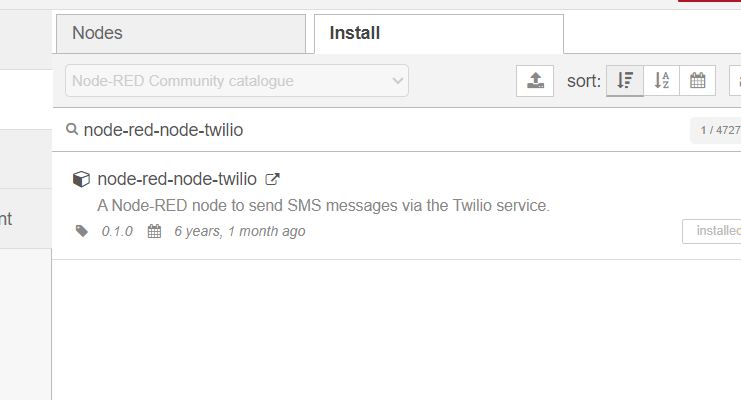 Nodes
Install
Node-RED Community catalogue
sort:
node-red-node-twilio
1 / 4727
node-red-node-twilio
A Node-RED node to send SMS messages via the Twilio service.
0.1.0 6 years, 1 month ago
installed
nt